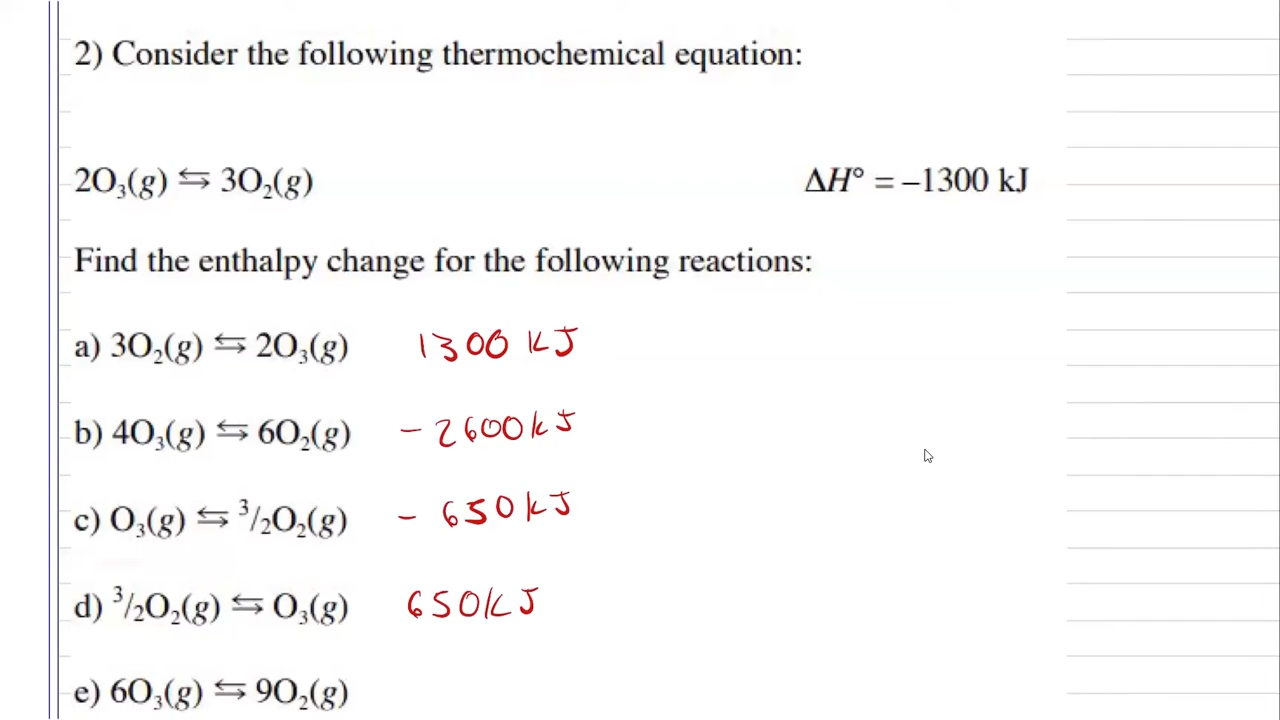 2) Consider the following thermochemical equation:
2O₃(g) ⇆ 3O₂(g) ΔH° = –1300 kJ
Find the enthalpy change for the following reactions:
a) 3O₂(g) ⇆ 2O₃(g) 1300 kJ
b) 4O₃(g) ⇆ 6O₂(g) – 2600 kJ
c) O₃(g) ⇆ ³/₂O₂(g) – 650 kJ
d) ³/₂O₂(g) ⇆ O₃(g) 650 kJ
e) 6O₃(g) ⇆ 9O₂(g)